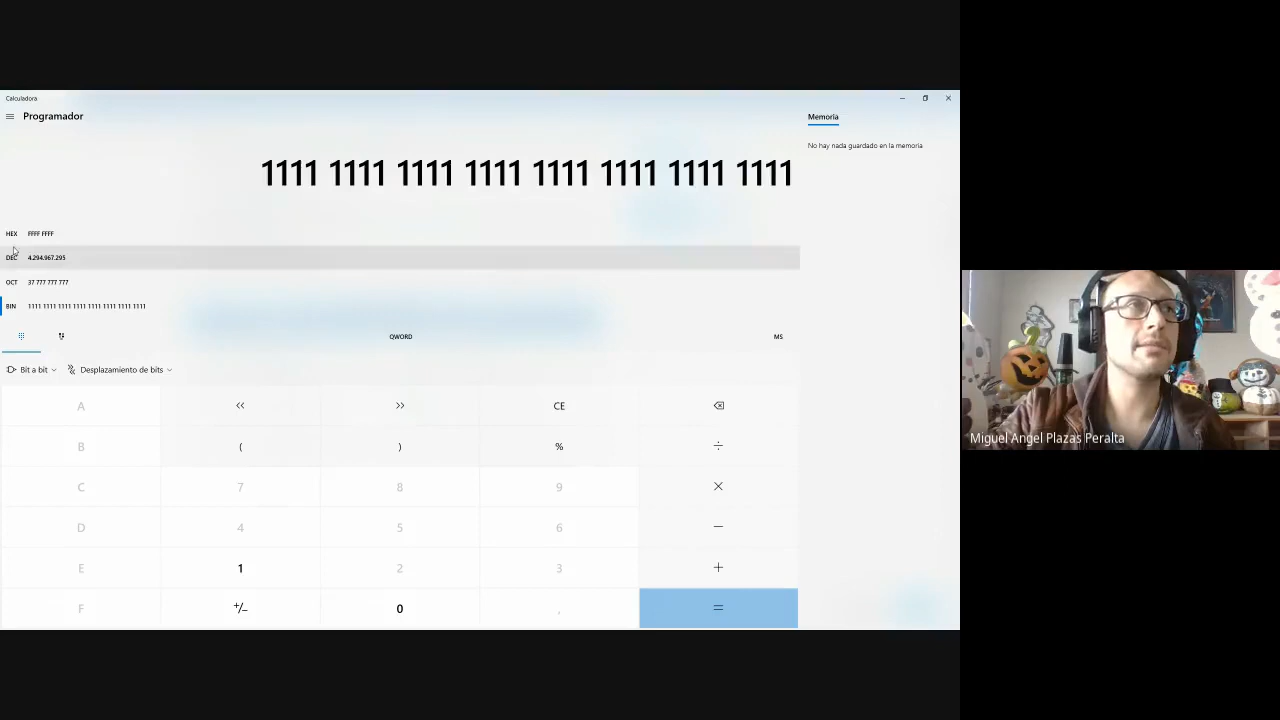 Calculadora
Programador
Memoria
No hay nada guardado en la memoria
1111 1111 1111 1111 1111 1111 1111 1111
HEX FFFF FFFF
DEC 4.294.967.295
OCT 37 777 777 777
BIN 1111 1111 1111 1111 1111 1111 1111 1111
QWORD MS
Bit a bit Desplazamiento de bits
A << >> CE
B ( ) % ÷
C 7 8 9 ×
D 4 5 6 −
E 1 2 3 +
F +/− 0 , =
Miguel Angel Plazas Peralta